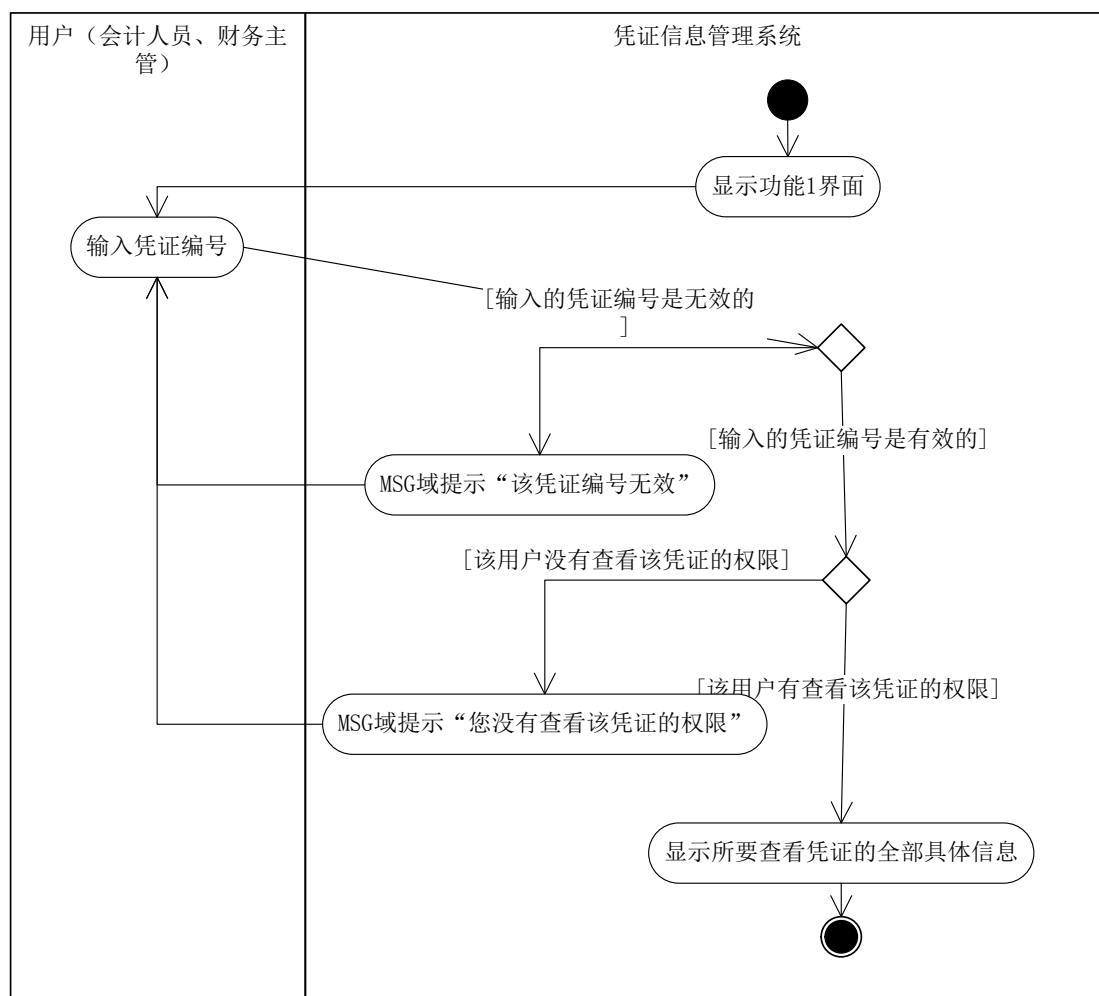 用户（会计人员、财务主
管）
凭证信息管理系统
显示功能1界面
输入凭证编号
[输入的凭证编号是无效的
]
[输入的凭证编号是有效的]
MSG域提示“该凭证编号无效”
[该用户没有查看该凭证的权限]
[该用户有查看该凭证的权限]
MSG域提示“您没有查看该凭证的权限”
显示所要查看凭证的全部具体信息